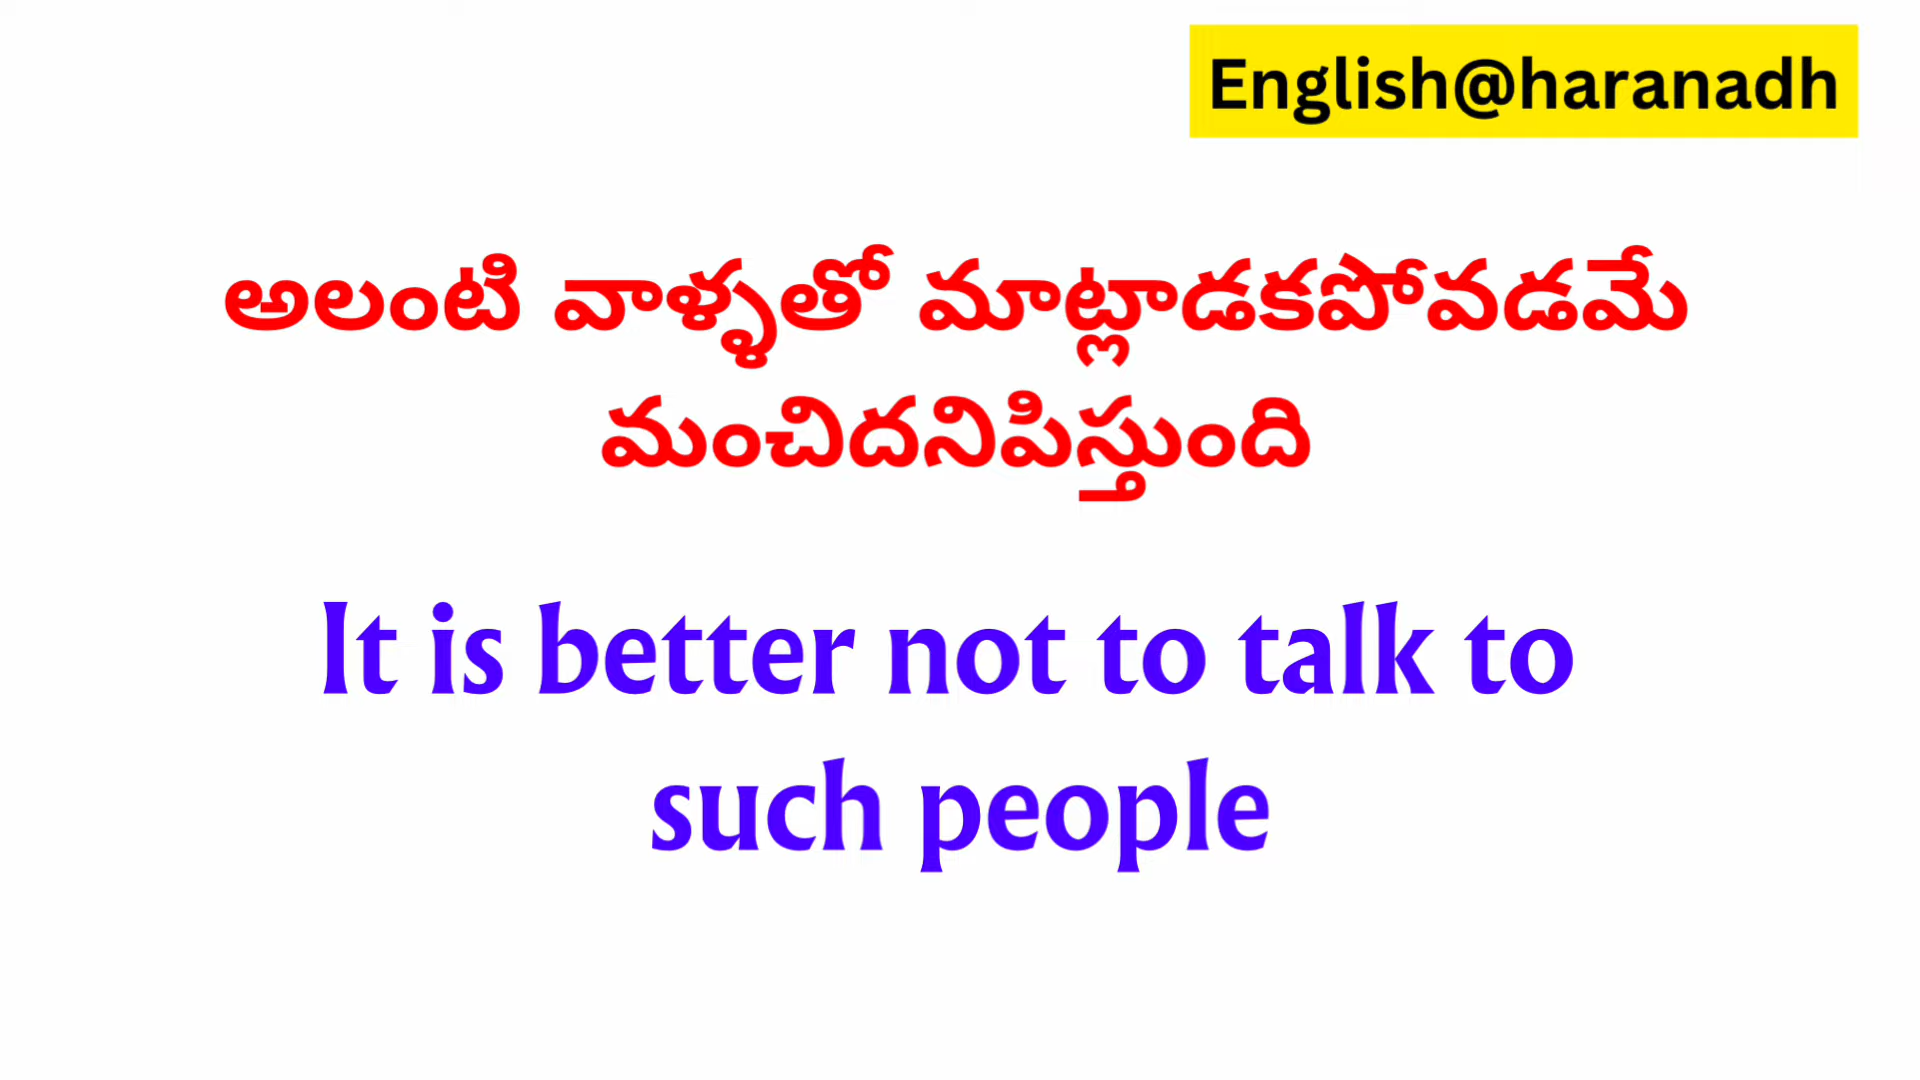 English@haranadh
అలంటి వాళ్ళతో మాట్లాడకపోవడమే
మంచిదనిపిస్తుంది
It is better not to talk to
such people